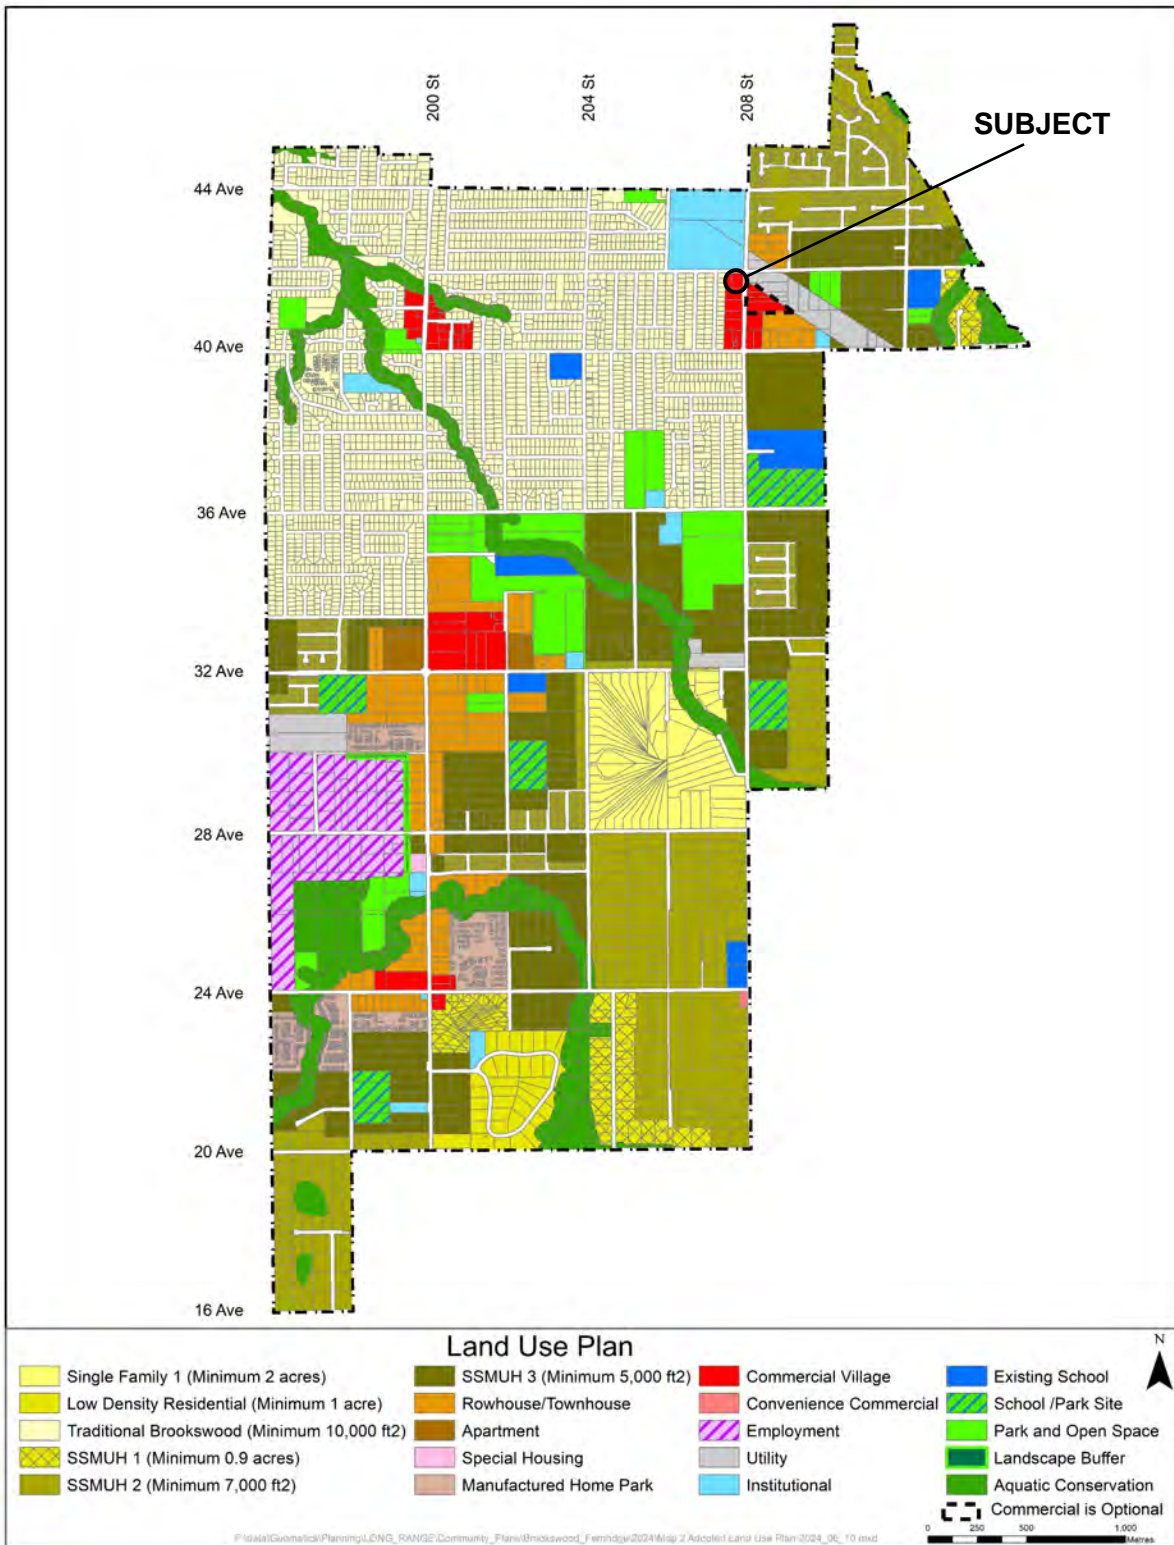 200 St
204 St
208 St
SUBJECT
44 Ave
40 Ave
36 Ave
32 Ave
28 Ave
24 Ave
20 Ave
16 Ave
Land Use Plan
N
Single Family 1 (Minimum 2 acres)
Low Density Residential (Minimum 1 acre)
Traditional Brookswood (Minimum 10,000 ft2)
SSMUH 1 (Minimum 0.9 acres)
SSMUH 2 (Minimum 7,000 ft2)
SSMUH 3 (Minimum 5,000 ft2)
Rowhouse/Townhouse
Apartment
Special Housing
Manufactured Home Park
Commercial Village
Convenience Commercial
Employment
Utility
Institutional
Existing School
School /Park Site
Park and Open Space
Landscape Buffer
Aquatic Conservation
Commercial is Optional
0 250 500 1,000
Metres